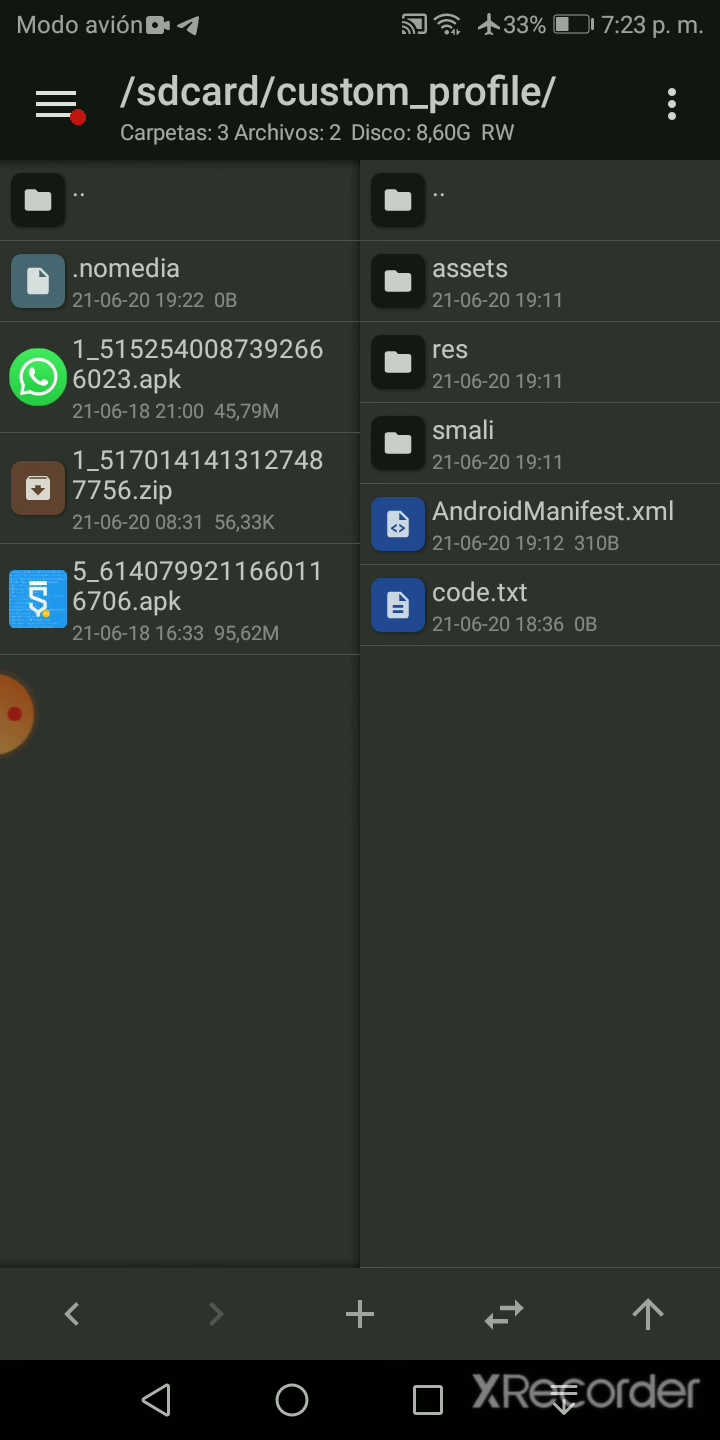 Modo avión 33% 7:23 p. m.
/sdcard/custom_profile/
Carpetas: 3 Archivos: 2 Disco: 8,60G RW
..
.nomedia
21-06-20 19:22 0B
1_515254008739266
6023.apk
21-06-18 21:00 45,79M
1_517014141312748
7756.zip
21-06-20 08:31 56,33K
5_614079921166011
6706.apk
21-06-18 16:33 95,62M
..
assets
21-06-20 19:11
res
21-06-20 19:11
smali
21-06-20 19:11
AndroidManifest.xml
21-06-20 19:12 310B
code.txt
21-06-20 18:36 0B
XRecorder